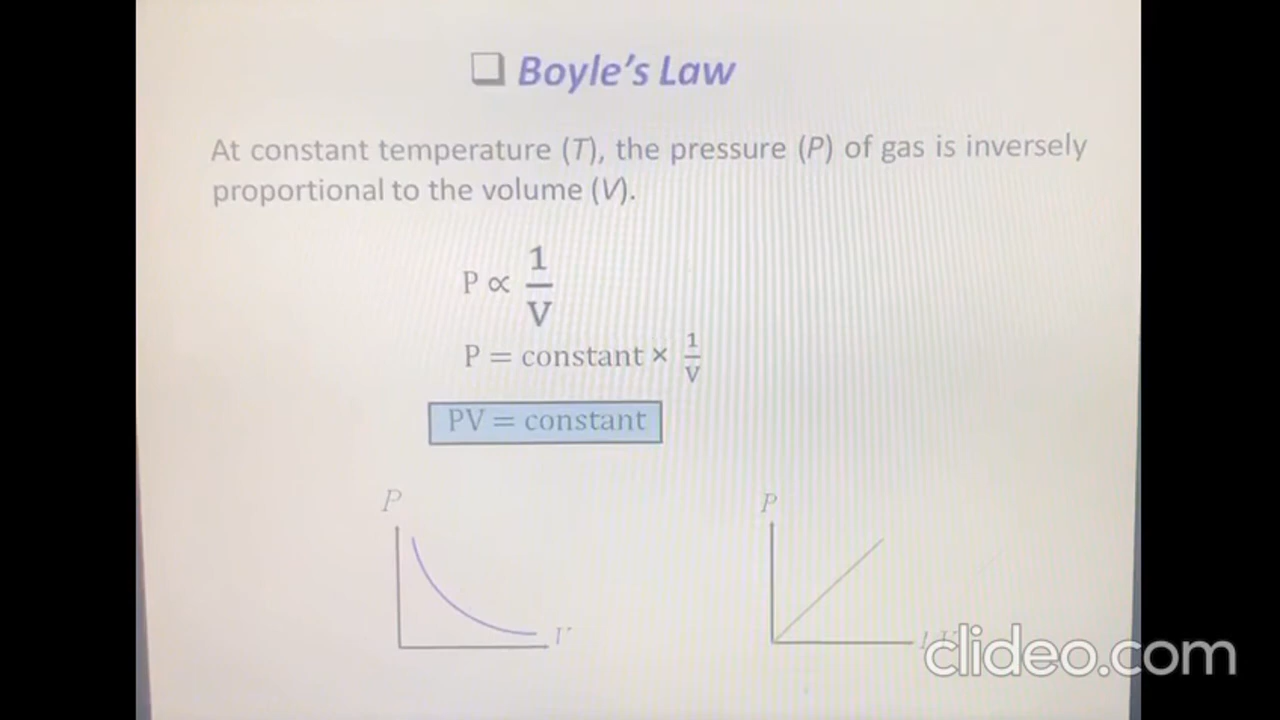 Boyle's Law
At constant temperature (T), the pressure (P) of gas is inversely
proportional to the volume (V).
P ∝ 1/V
P = constant × 1/V
PV = constant
P
P
V
clideo.com